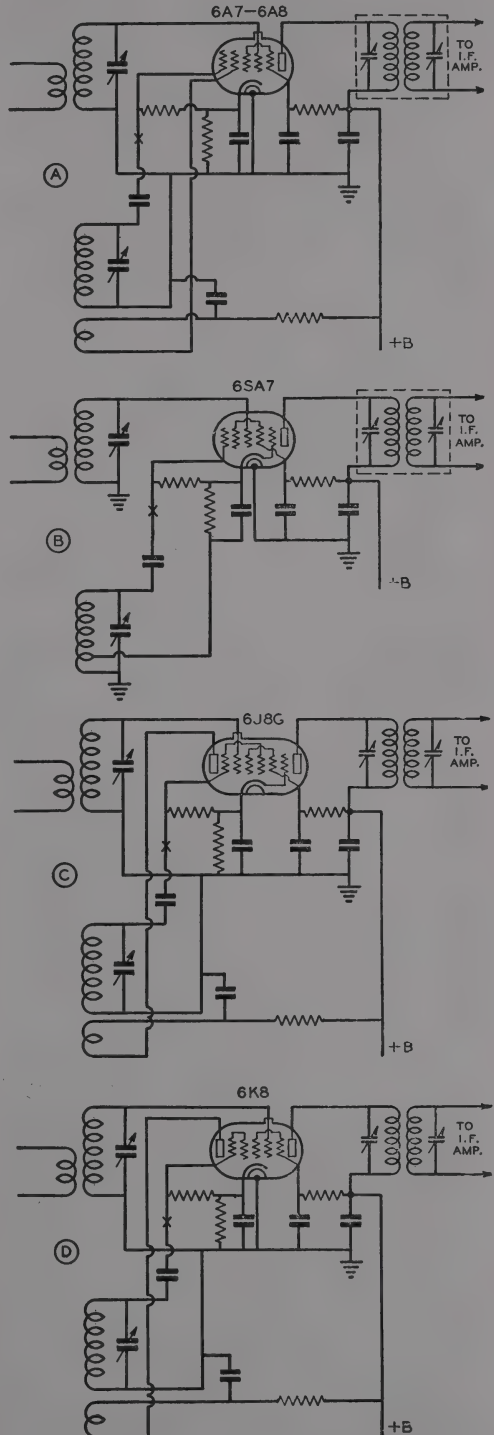 6A7-6A8
TO
I.F.
AMP.
A
+B
6SA7
TO
I.F.
AMP.
B
+B
6J8G
TO
I.F.
AMP.
C
+B
6K8
TO
I.F.
AMP.
D
+B